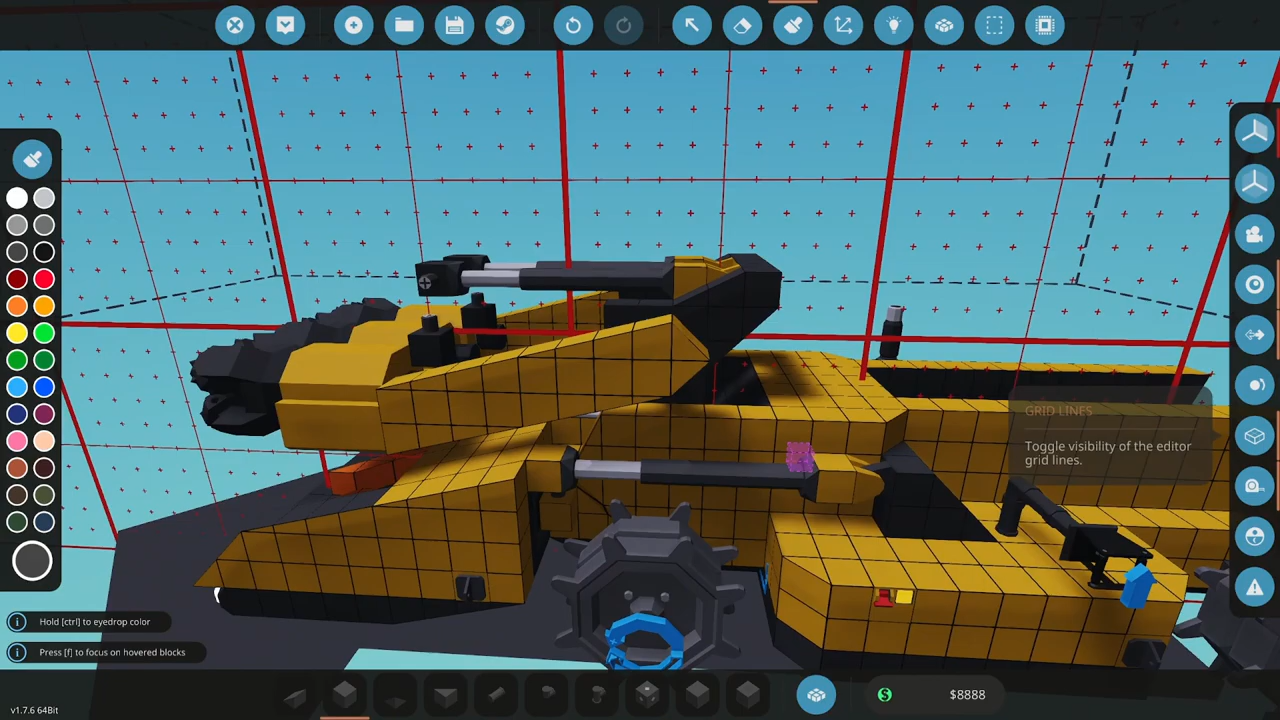 GRID LINES
Toggle visibility of the editor
grid lines.
Hold [ctrl] to eyedrop color
Press [f] to focus on hovered blocks
$
$8888
v1.7.6 64Bit